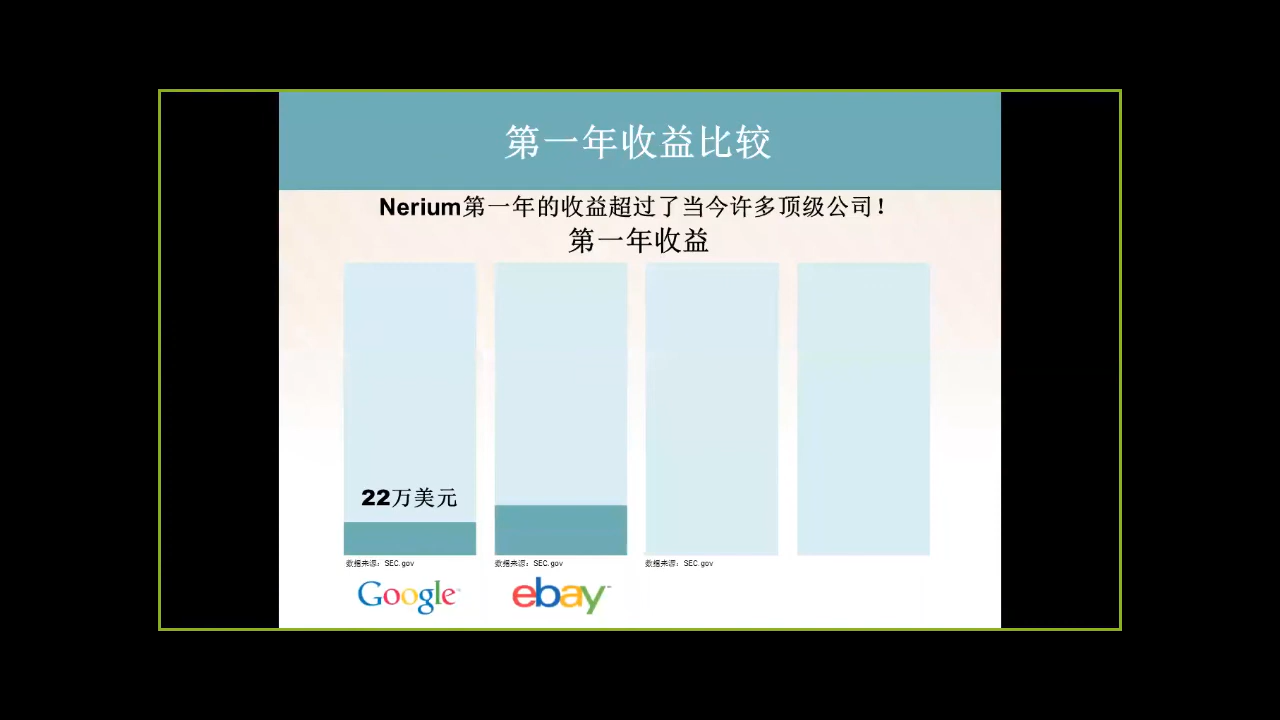 第一年收益比较
Nerium第一年的收益超过了当今许多顶级公司！
第一年收益
22万美元
数据来源：SEC.gov
数据来源：SEC.gov
数据来源：SEC.gov
Google
ebay™